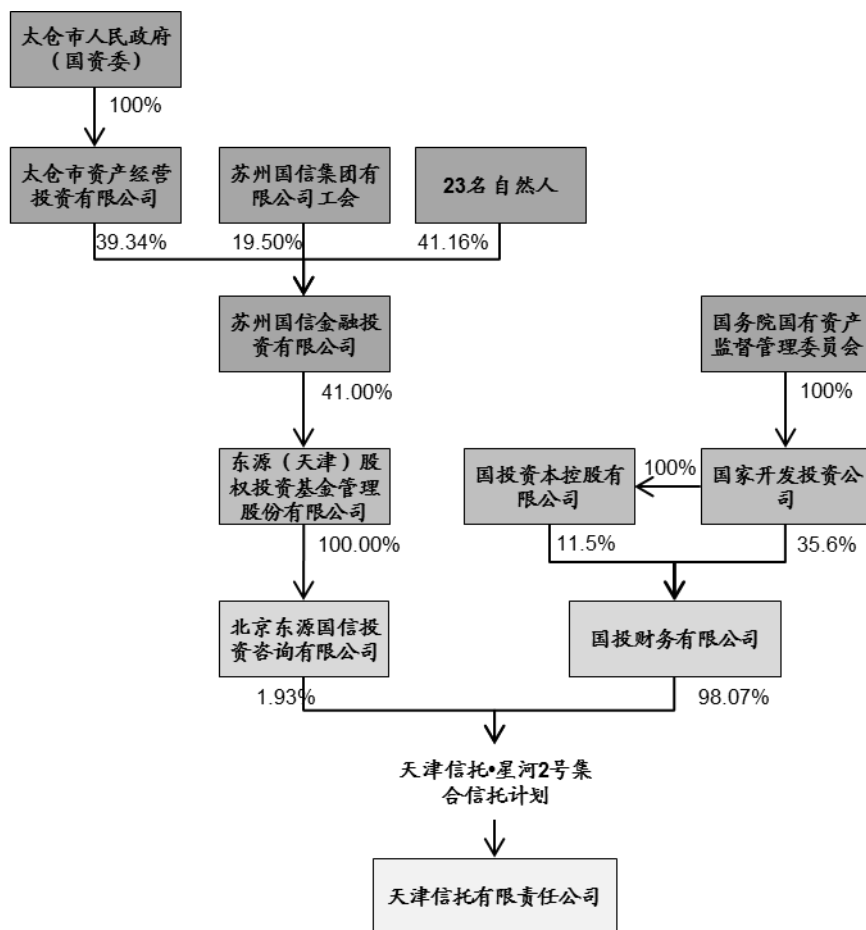 太仓市人民政府
（国资委）
100%
太仓市资产经营
投资有限公司
苏州国信集团有
限公司工会
23名自然人
39.34%
19.50%
41.16%
苏州国信金融投
资有限公司
国务院国有资产
监督管理委员会
41.00%
100%
东源（天津）股
权投资基金管理
股份有限公司
国投资本控股有
限公司
100%
国家开发投资公
司
100.00%
11.5%
35.6%
北京东源国信投
资咨询有限公司
国投财务有限公司
1.93%
98.07%
天津信托•星河2号集
合信托计划
天津信托有限责任公司